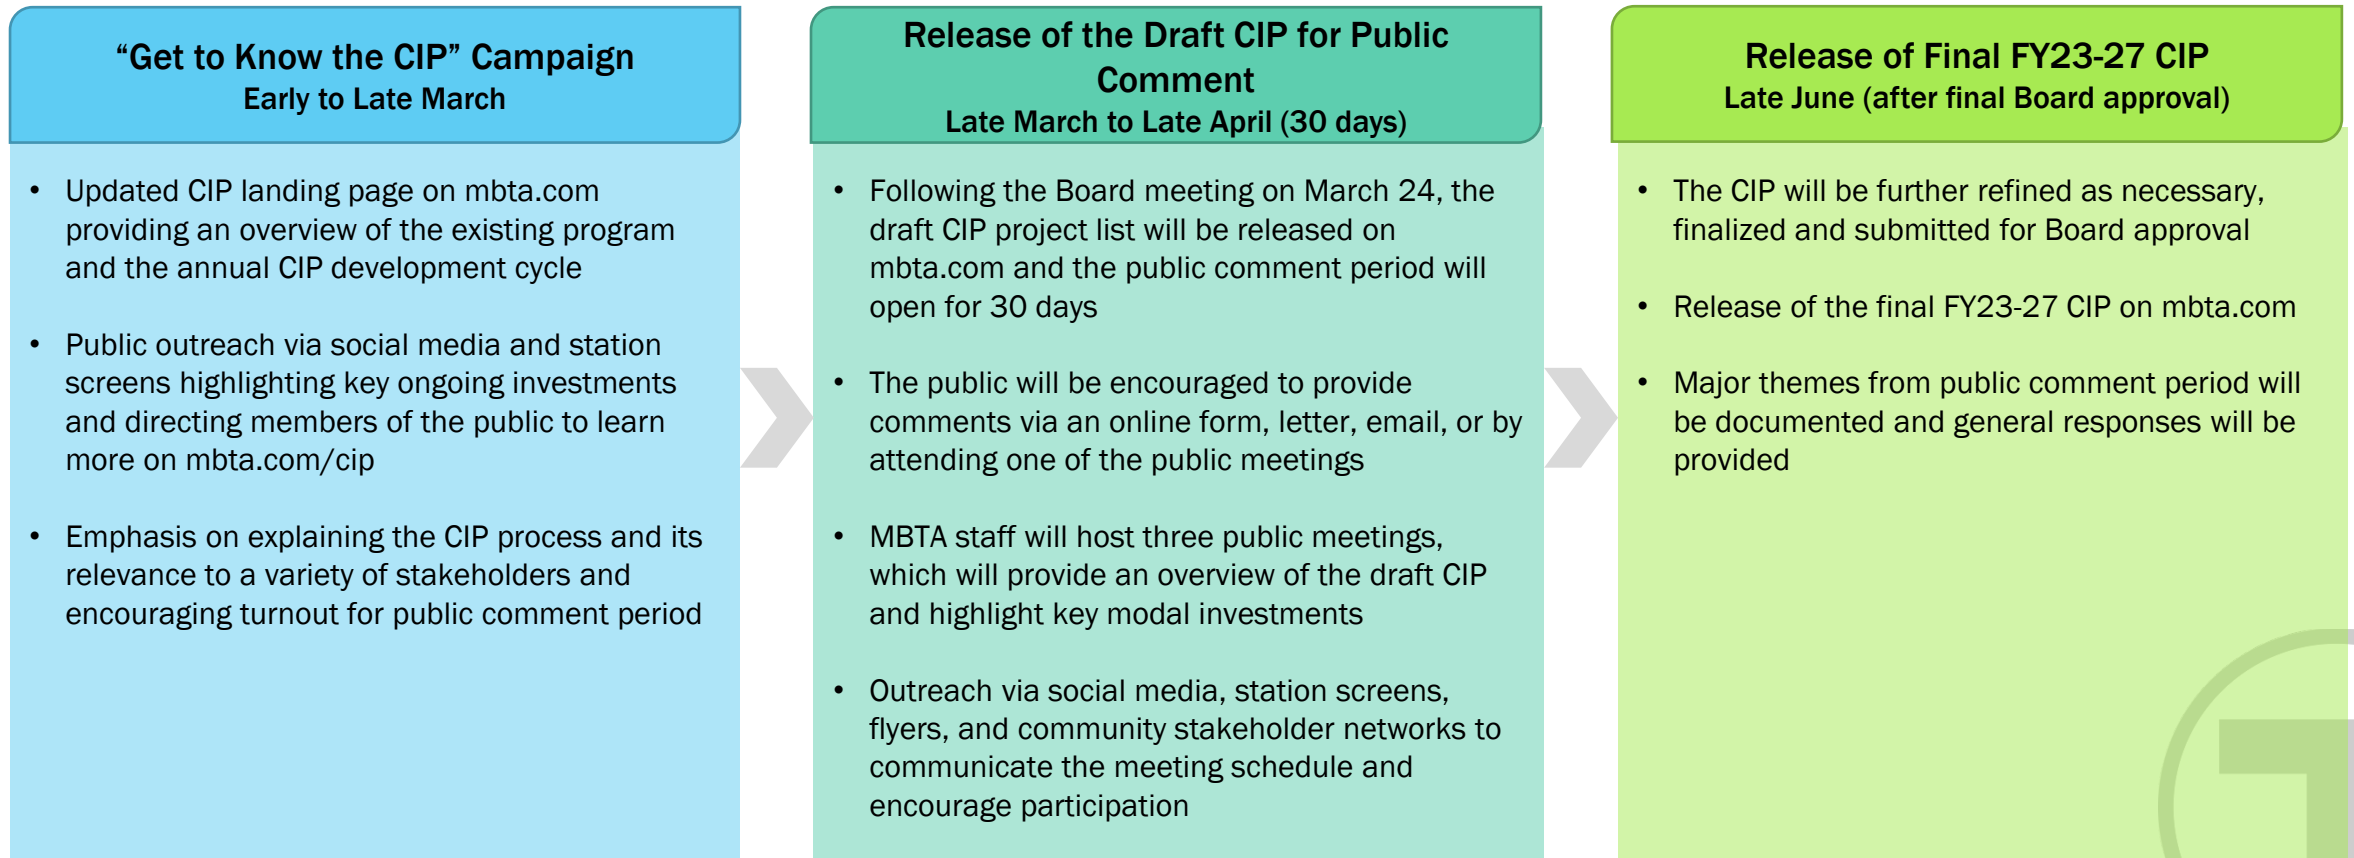 “Get to Know the CIP” Campaign
Early to Late March
• Updated CIP landing page on mbta.com
providing an overview of the existing program
and the annual CIP development cycle
• Public outreach via social media and station
screens highlighting key ongoing investments
and directing members of the public to learn
more on mbta.com/cip
• Emphasis on explaining the CIP process and its
relevance to a variety of stakeholders and
encouraging turnout for public comment period
Release of the Draft CIP for Public
Comment
Late March to Late April (30 days)
• Following the Board meeting on March 24, the
draft CIP project list will be released on
mbta.com and the public comment period will
open for 30 days
• The public will be encouraged to provide
comments via an online form, letter, email, or by
attending one of the public meetings
• MBTA staff will host three public meetings,
which will provide an overview of the draft CIP
and highlight key modal investments
• Outreach via social media, station screens,
flyers, and community stakeholder networks to
communicate the meeting schedule and
encourage participation
Release of Final FY23-27 CIP
Late June (after final Board approval)
• The CIP will be further refined as necessary,
finalized and submitted for Board approval
• Release of the final FY23-27 CIP on mbta.com
• Major themes from public comment period will
be documented and general responses will be
provided